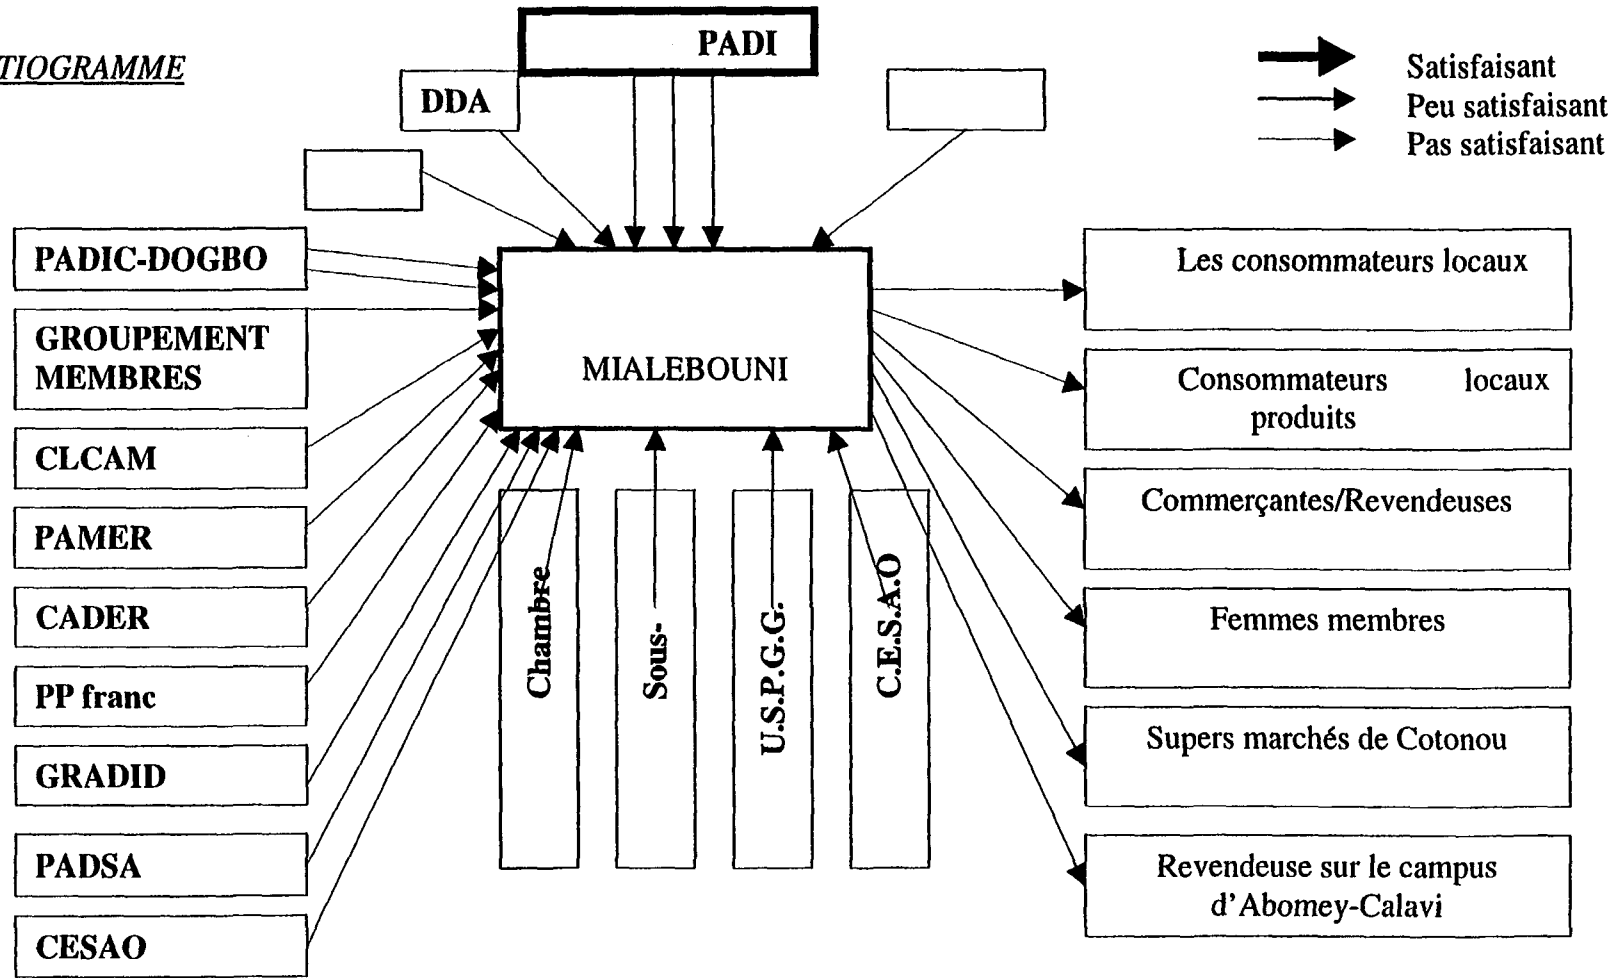 TIOGRAMME
PADI
DDA
Satisfaisant
Peu satisfaisant
Pas satisfaisant
PADIC-DOGBO
GROUPEMENT
MEMBRES
CLCAM
PAMER
CADER
PP franc
GRADID
PADSA
CESAO
MIALEBOUNI
Chambre
Sous-
U.S.P.G.G.
C.E.S.A.O
Les consommateurs locaux
Consommateurs locaux
produits
Commerçantes/Revendeuses
Femmes membres
Supers marchés de Cotonou
Revendeuse sur le campus
d'Abomey-Calavi